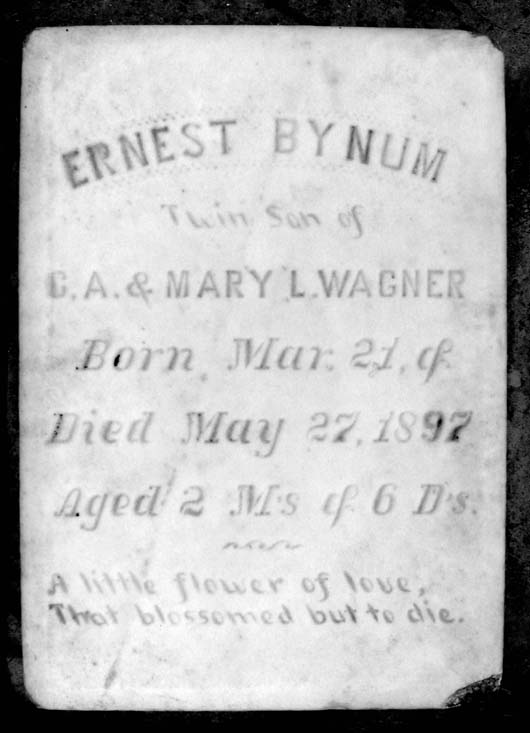 ERNEST BYNUM
Twin Son of
C. A. & MARY L. WAGNER
Born Mar. 21, &
Died May 27, 1897
Aged 2 M's & 6 D's.
A little flower of love,
That blossomed but to die.